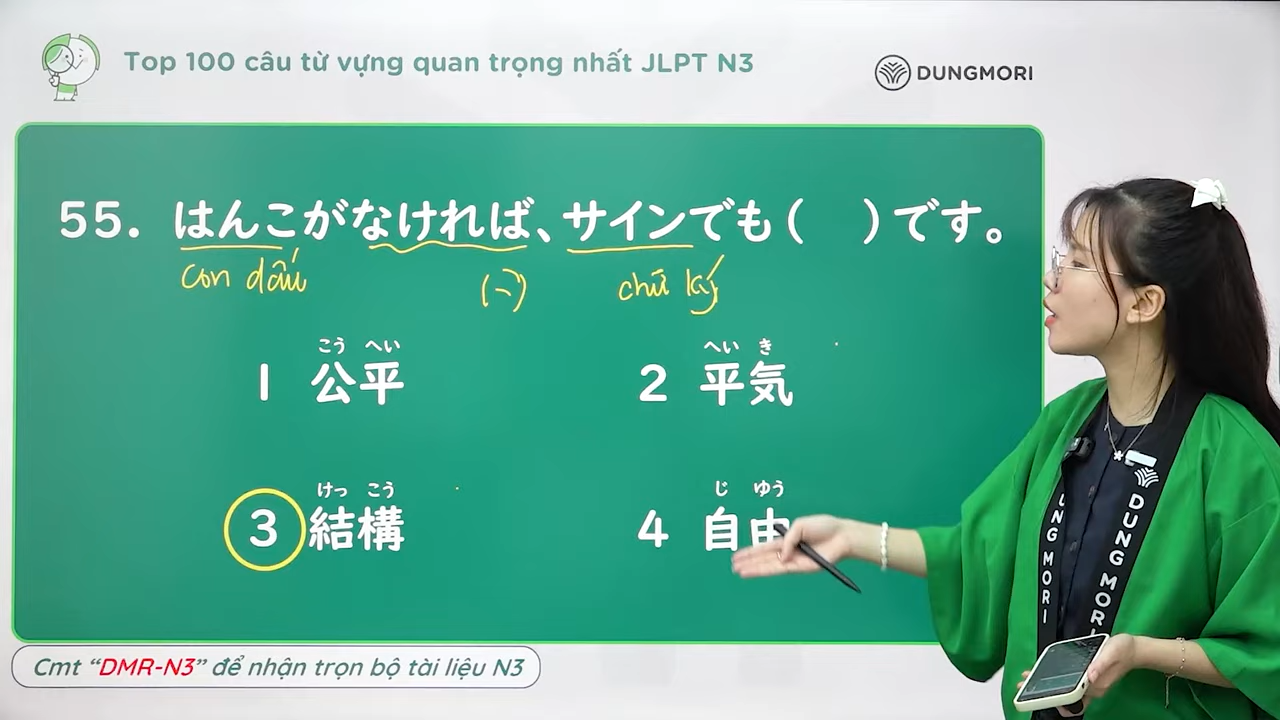 Top 100 câu từ vựng quan trọng nhất JLPT N3
DUNGMORI
55. はんこがなければ、サインでも（　）です。
con dấu (-) chữ ký
こう へい
1 公平
へい き
2 平気
けっ こう
3 結構
じ ゆう
4 自由
DUNG MORI
UNG MORI
Cmt “DMR-N3” để nhận trọn bộ tài liệu N3